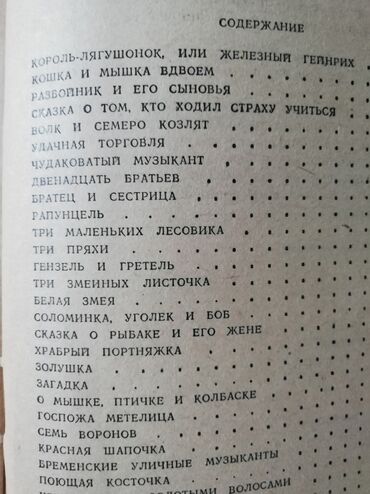 СОДЕРЖАНИЕ
КОРОЛЬ-ЛЯГУШОНОК, ИЛИ ЖЕЛЕЗНЫЙ ГЕНРИХ
КОШКА И МЫШКА ВДВОЕМ
РАЗБОЙНИК И ЕГО СЫНОВЬЯ
СКАЗКА О ТОМ, КТО ХОДИЛ СТРАХУ УЧИТЬСЯ
ВОЛК И СЕМЕРО КОЗЛЯТ
УДАЧНАЯ ТОРГОВЛЯ
ЧУДАКОВАТЫЙ МУЗЫКАНТ
ДВЕНАДЦАТЬ БРАТЬЕВ
БРАТЕЦ И СЕСТРИЦА
РАПУНЦЕЛЬ
ТРИ МАЛЕНЬКИХ ЛЕСОВИКА
ТРИ ПРЯХИ
ГЕНЗЕЛЬ И ГРЕТЕЛЬ
ТРИ ЗМЕИНЫХ ЛИСТОЧКА
БЕЛАЯ ЗМЕЯ
СОЛОМИНКА, УГОЛЕК И БОБ
СКАЗКА О РЫБАКЕ И ЕГО ЖЕНЕ
ХРАБРЫЙ ПОРТНЯЖКА
ЗОЛУШКА
ЗАГАДКА
О МЫШКЕ, ПТИЧКЕ И КОЛБАСКЕ
ГОСПОЖА МЕТЕЛИЦА
СЕМЬ ВОРОНОВ
КРАСНАЯ ШАПОЧКА
БРЕМЕНСКИЕ УЛИЧНЫЕ МУЗЫКАНТЫ
ПОЮЩАЯ КОСТОЧКА
ВОЛОСАМИ